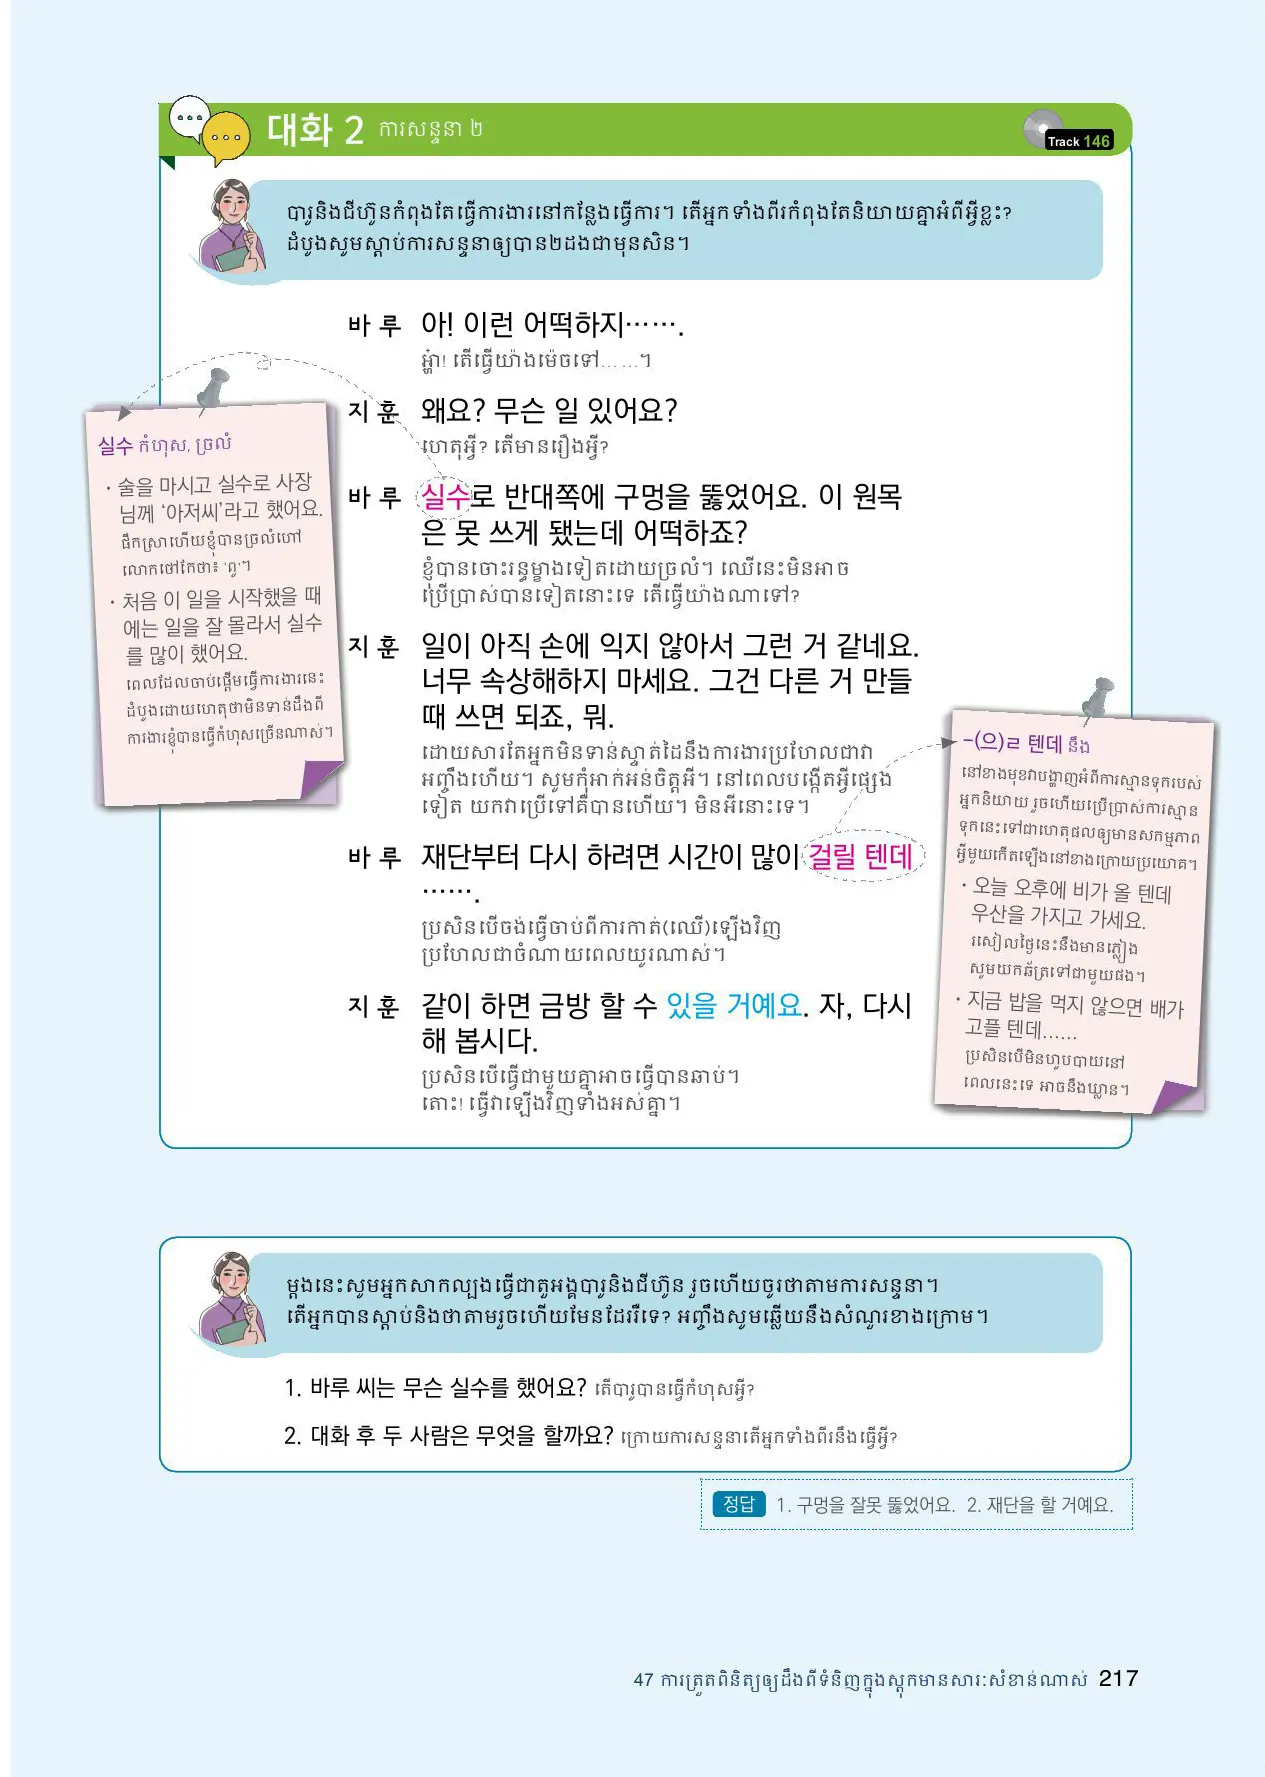 대화 2 ការសន្ទនា ២
Track 146
បារូនិងជីហ៊ូនកំពុងតែធ្វើការងារនៅកន្លែងធ្វើការ។ តើអ្នកទាំងពីរកំពុងតែនិយាយគ្នាអំពីអ្វីខ្លះ?
ដំបូងសូមស្តាប់ការសន្ទនាឲ្យបាន២ដងជាមុនសិន។
바 루 아! 이런 어떡하지…….
អ្ហ៎ា! តើធ្វើយ៉ាងម៉េចទៅ... ...។
지 훈 왜요? 무슨 일 있어요?
ហេតុអ្វី? តើមានរឿងអ្វី?
바 루 실수로 반대쪽에 구멍을 뚫었어요. 이 원목
은 못 쓰게 됐는데 어떡하죠?
ខ្ញុំបានចោះរន្ធម្ខាងទៀតដោយច្រលំ។ ឈើនេះមិនអាច
ប្រើប្រាស់បានទៀតនោះទេ តើធ្វើយ៉ាងណាទៅ?
지 훈 일이 아직 손에 익지 않아서 그런 거 같네요.
너무 속상해하지 마세요. 그건 다른 거 만들
때 쓰면 되죠, 뭐.
ដោយសារតែអ្នកមិនទាន់ស្ទាត់ដៃនឹងការងារប្រហែលជាវា
អញ្ចឹងហើយ។ សូមកុំអាក់អន់ចិត្តអី។ នៅពេលបង្កើតអ្វីផ្សេង
ទៀត យកវាប្រើទៅគឺបានហើយ។ មិនអីនោះទេ។
바 루 재단부터 다시 하려면 시간이 많이 걸릴 텐데
…….
ប្រសិនបើចង់ធ្វើចាប់ពីការកាត់(ឈើ)ឡើងវិញ
ប្រហែលជាចំណាយពេលយូរណាស់។
지 훈 같이 하면 금방 할 수 있을 거예요. 자, 다시
해 봅시다.
ប្រសិនបើធ្វើជាមួយគ្នាអាចធ្វើបានឆាប់។
តោះ! ធ្វើវាឡើងវិញទាំងអស់គ្នា។
실수 កំហុស, ច្រលំ
· 술을 마시고 실수로 사장
님께 ‘아저씨’라고 했어요.
ផឹកស្រាហើយខ្ញុំបានច្រលំហៅ
លោកថៅកែថា៖ 'ពូ'។
· 처음 이 일을 시작했을 때
에는 일을 잘 몰라서 실수
를 많이 했어요.
ពេលដែលចាប់ផ្តើមធ្វើការងារនេះ
ដំបូងដោយហេតុថាមិនទាន់ដឹងពី
ការងារខ្ញុំបានធ្វើកំហុសច្រើនណាស់។
-(으)ㄹ 텐데 នឹង
នៅខាងមុខវាបង្ហាញអំពីការស្មានទុករបស់
អ្នកនិយាយ រួចហើយប្រើប្រាស់ការស្មាន
ទុកនេះទៅជាហេតុផលឲ្យមានសកម្មភាព
អ្វីមួយកើតឡើងនៅខាងក្រោយប្រយោគ។
· 오늘 오후에 비가 올 텐데
우산을 가지고 가세요.
រសៀលថ្ងៃនេះនឹងមានភ្លៀង
សូមយកឆ័ត្រទៅជាមួយផង។
· 지금 밥을 먹지 않으면 배가
고플 텐데……
ប្រសិនបើមិនហូបបាយនៅ
ពេលនេះទេ អាចនឹងឃ្លាន។
ម្តងនេះសូមអ្នកសាកល្បងធ្វើជាតួអង្គបារូនិងជីហ៊ូន រួចហើយចូរថាតាមការសន្ទនា។
តើអ្នកបានស្តាប់និងថាតាមរួចហើយមែនដែររឺទេ? អញ្ចឹងសូមឆ្លើយនឹងសំណួរខាងក្រោម។
1. 바루 씨는 무슨 실수를 했어요? តើបារូបានធ្វើកំហុសអ្វី?
2. 대화 후 두 사람은 무엇을 할까요? ក្រោយការសន្ទនាតើអ្នកទាំងពីរនឹងធ្វើអ្វី?
정답 1. 구멍을 잘못 뚫었어요. 2. 재단을 할 거예요.
47 ការត្រួតពិនិត្យឲ្យដឹងពីទំនិញក្នុងស្តុកមានសារៈសំខាន់ណាស់ 217